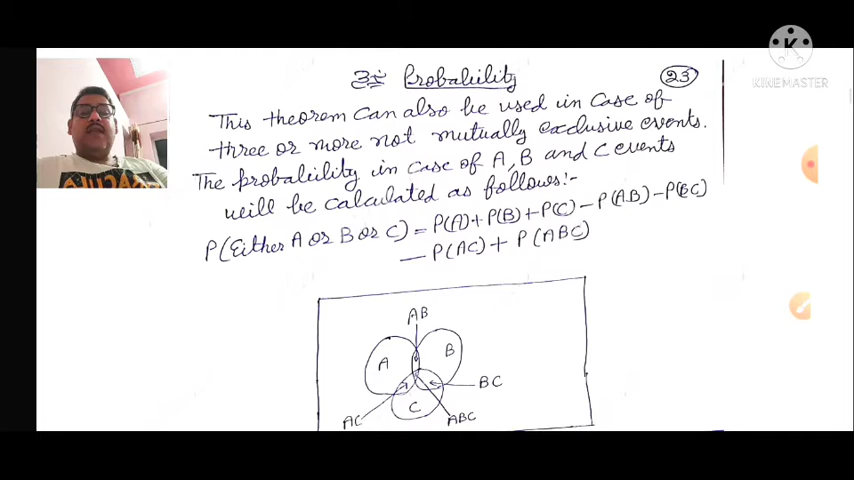 Probability
23
This theorem can also be used in case of
three or more not mutually exclusive events.
The probability in case of A, B and C events
will be calculated as follows:-
P(Either A or B or C) = P(A) + P(B) + P(C) - P(AB) - P(BC)
- P(AC) + P(ABC)
AB
A
B
BC
C
AC
ABC
K
KINEMASTER